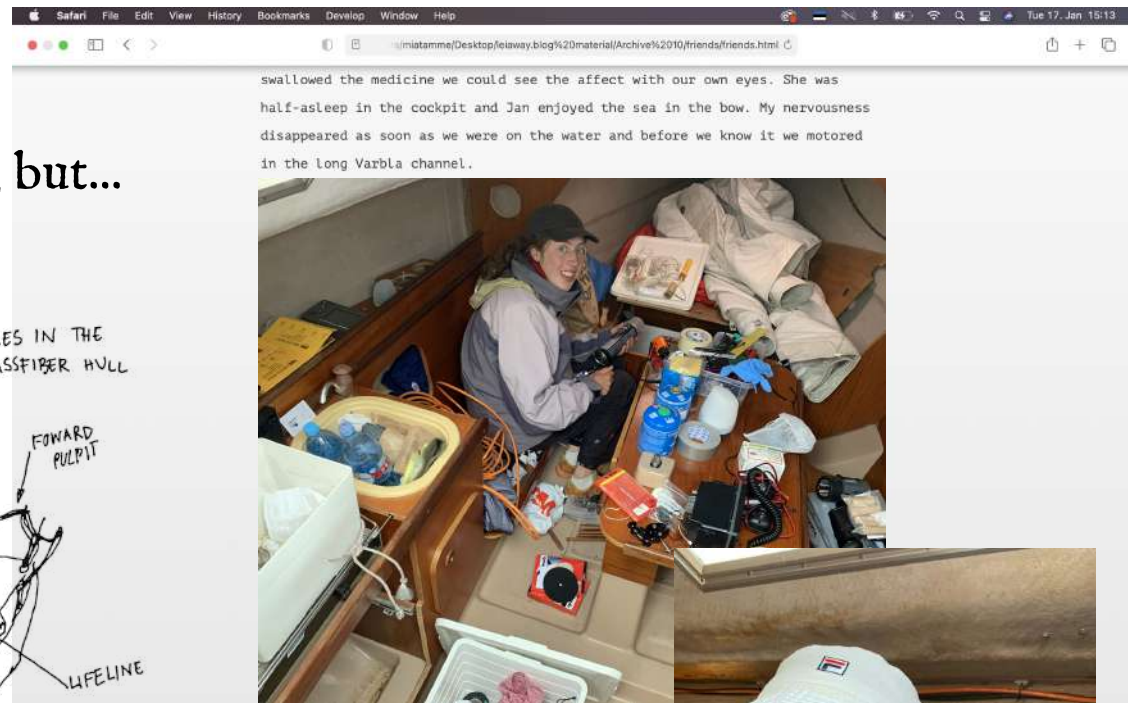 Safari File Edit View History Bookmarks Develop Window Help
Tue 17. Jan 15:13
/miatamme/Desktop/leiaway.blog%20material/Archive%2010/friends/friends.html
swallowed the medicine we could see the affect with our own eyes. She was
half-asleep in the cockpit and Jan enjoyed the sea in the bow. My nervousness
disappeared as soon as we were on the water and before we know it we motored
in the long Varbla channel.
but...
ES IN THE
SSFIBER HULL
FOWARD
PULPIT
LIFELINE
FILA